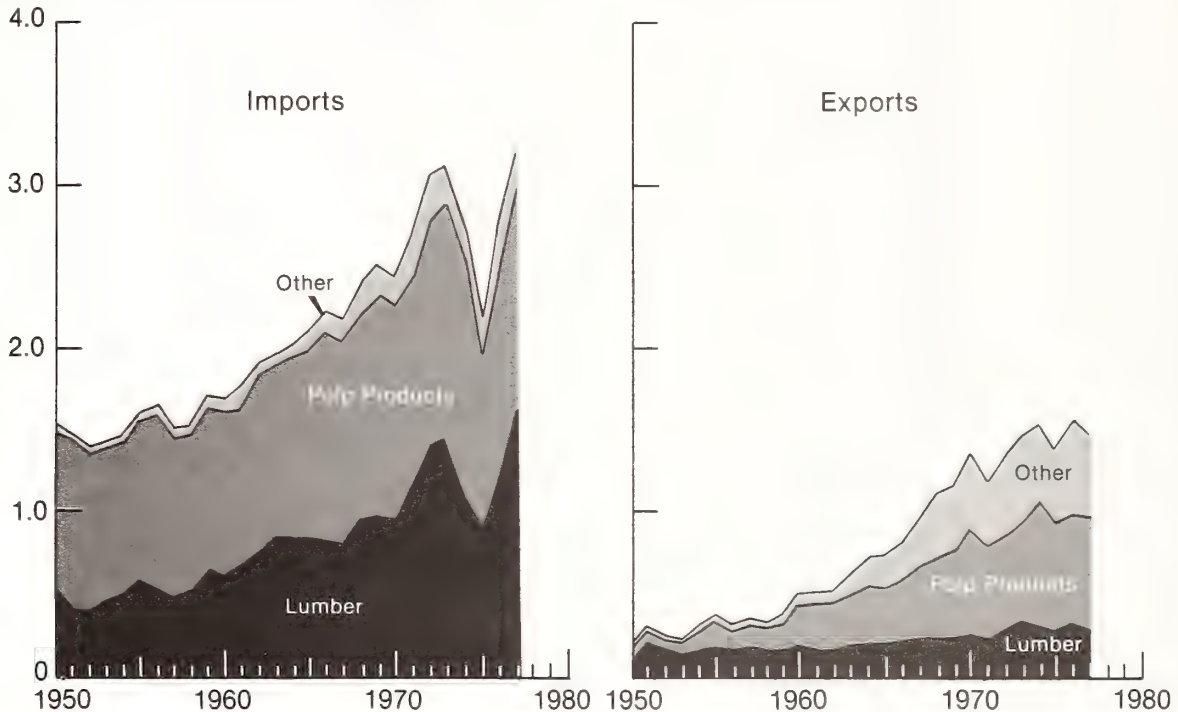 4.0
3.0
2.0
1.0
0
Imports
Other
Pulp Products
Lumber
1950 1960 1970 1980
Exports
Other
Pulp Products
Lumber
1950 1960 1970 1980